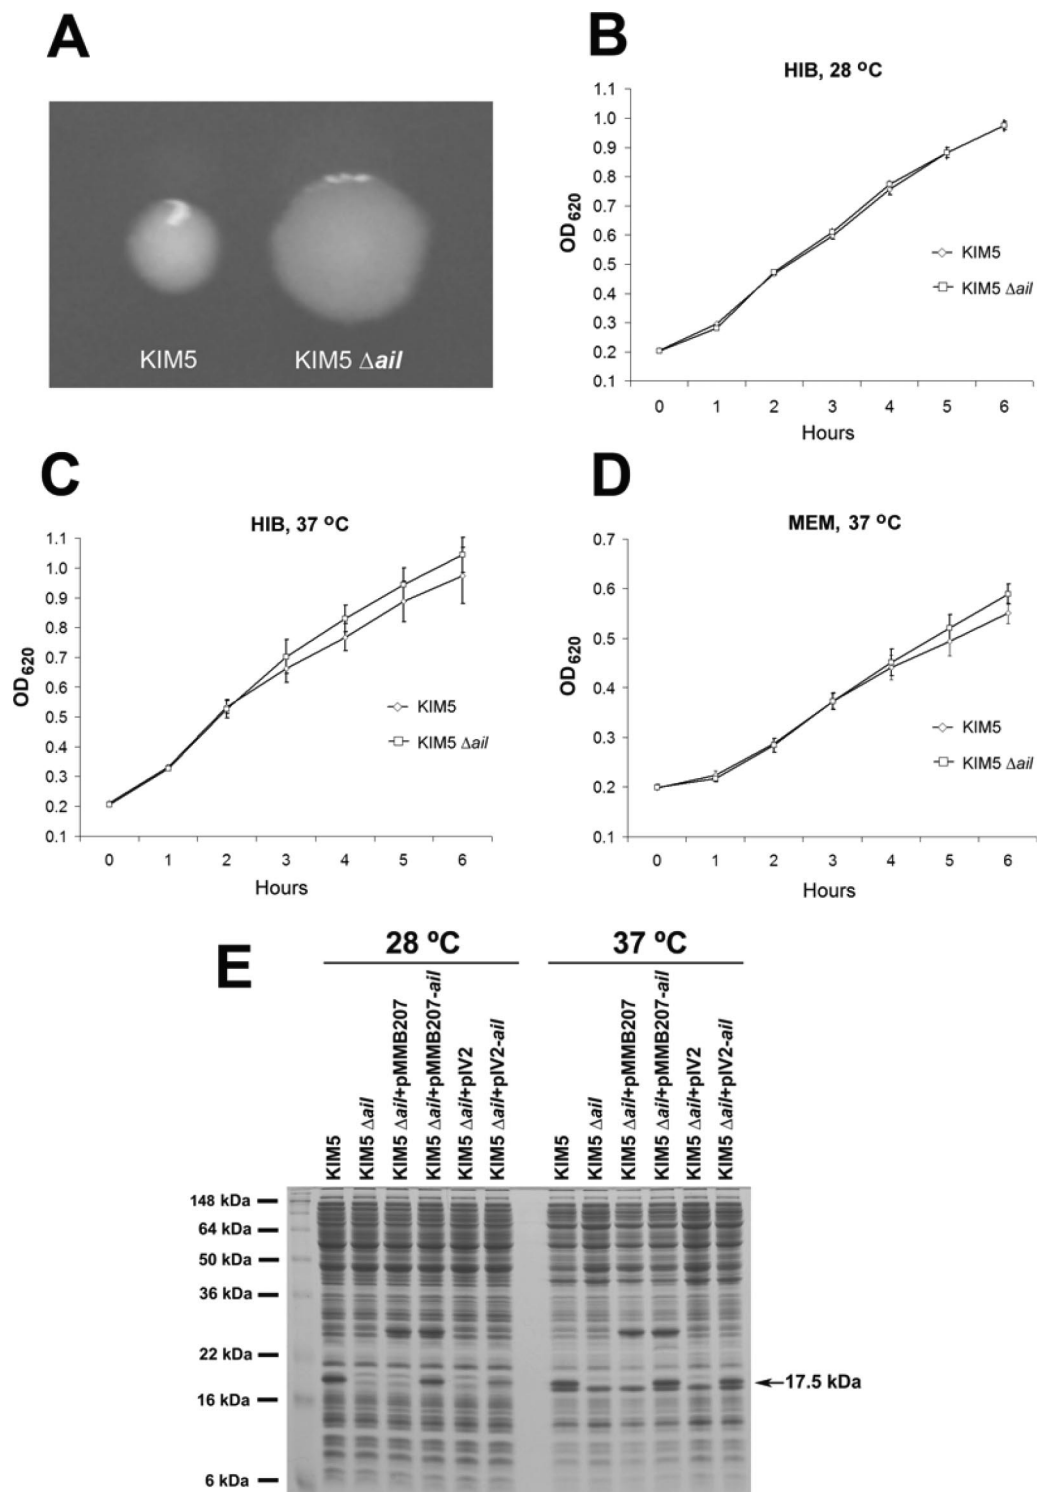 A
KIM5
KIM5 Δail
B
HIB, 28 ºC
OD620
1.1
1.0
0.9
0.8
0.7
0.6
0.5
0.4
0.3
0.2
0.1
0 1 2 3 4 5 6
Hours
KIM5
KIM5 Δail
C
HIB, 37 ºC
OD620
1.1
1.0
0.9
0.8
0.7
0.6
0.5
0.4
0.3
0.2
0.1
0 1 2 3 4 5 6
Hours
KIM5
KIM5 Δail
D
MEM, 37 ºC
OD620
0.7
0.6
0.5
0.4
0.3
0.2
0.1
0 1 2 3 4 5 6
Hours
KIM5
KIM5 Δail
E
28 ºC
37 ºC
KIM5
KIM5 Δail
KIM5 Δail+pMMB207
KIM5 Δail+pMMB207-ail
KIM5 Δail+pIV2
KIM5 Δail+pIV2-ail
KIM5
KIM5 Δail
KIM5 Δail+pMMB207
KIM5 Δail+pMMB207-ail
KIM5 Δail+pIV2
KIM5 Δail+pIV2-ail
148 kDa
64 kDa
50 kDa
36 kDa
22 kDa
16 kDa
6 kDa
17.5 kDa